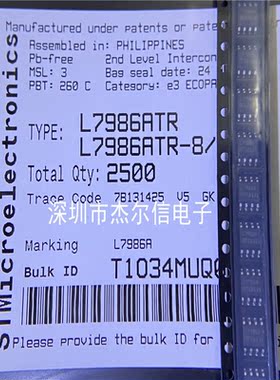 Manufactured under patents or paten
Assembled in: PHILIPPINES
Pb-free 2nd Level Intercon
MSL: 3 Bag seal date: 24
PBT: 260 C Category: e3 ECOPA
TYPE: L7986ATR
L7986ATR-8/
Total Qty: 2500
Trace Code 7B131425 V5 GK
深圳市杰尔信电子
Marking L7986A
Bulk ID T1034MUQ
Please provide the bulk ID for
STMicroelectronics